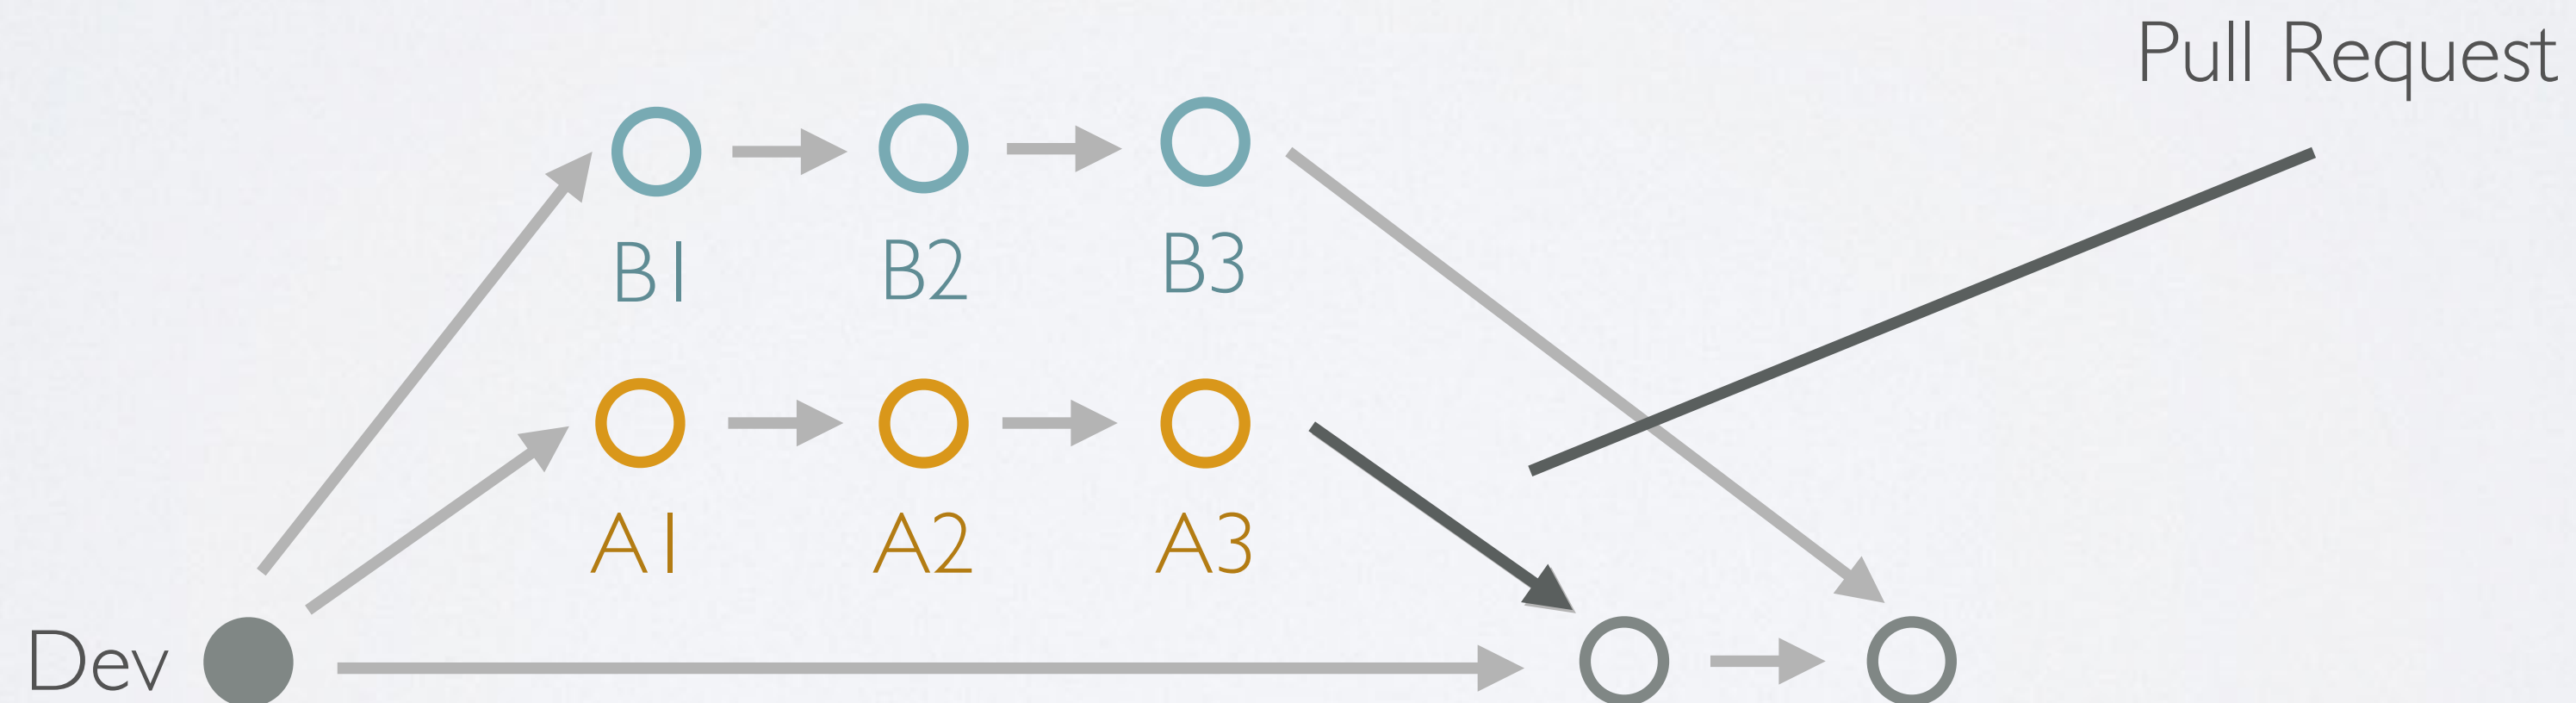 Pull Request
B1
B2
B3
A1
A2
A3
Dev